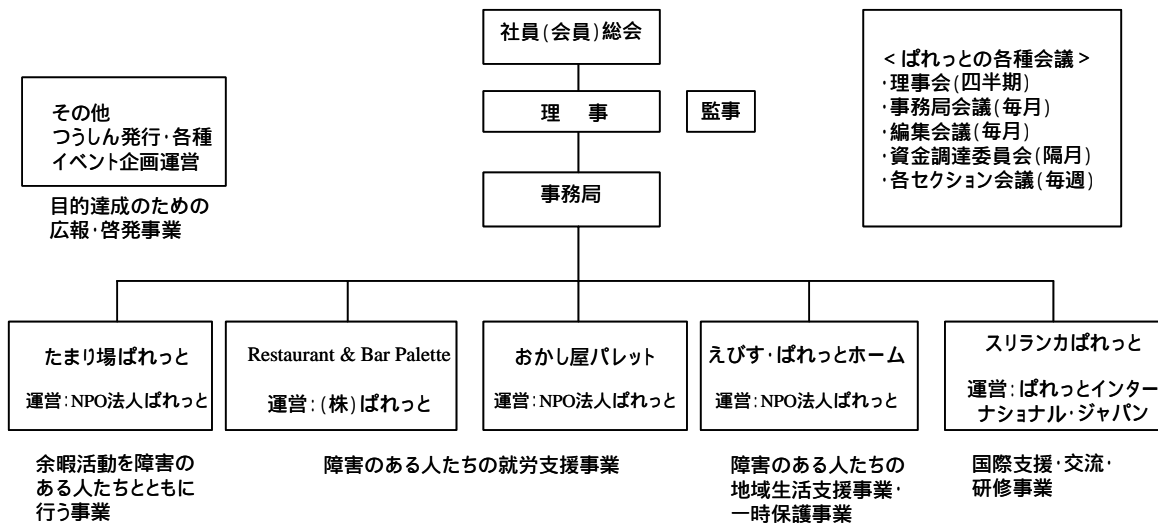 社員(会員)総会
理 事
監事
事務局
<ぱれっとの各種会議>
・理事会(四半期)
・事務局会議(毎月)
・編集会議(毎月)
・資金調達委員会(隔月)
・各セクション会議(毎週)
その他
つうしん発行・各種
イベント企画運営
目的達成のための
広報・啓発事業
たまり場ぱれっと
運営:NPO法人ぱれっと
余暇活動を障害の
ある人たちとともに
行う事業
Restaurant & Bar Palette
運営:(株)ぱれっと
おかし屋パレット
運営:NPO法人ぱれっと
障害のある人たちの就労支援事業
えびす・ぱれっとホーム
運営:NPO法人ぱれっと
障害のある人たちの
地域生活支援事業・
一時保護事業
スリランカぱれっと
運営:ぱれっとインター
ナショナル・ジャパン
国際支援・交流・
研修事業